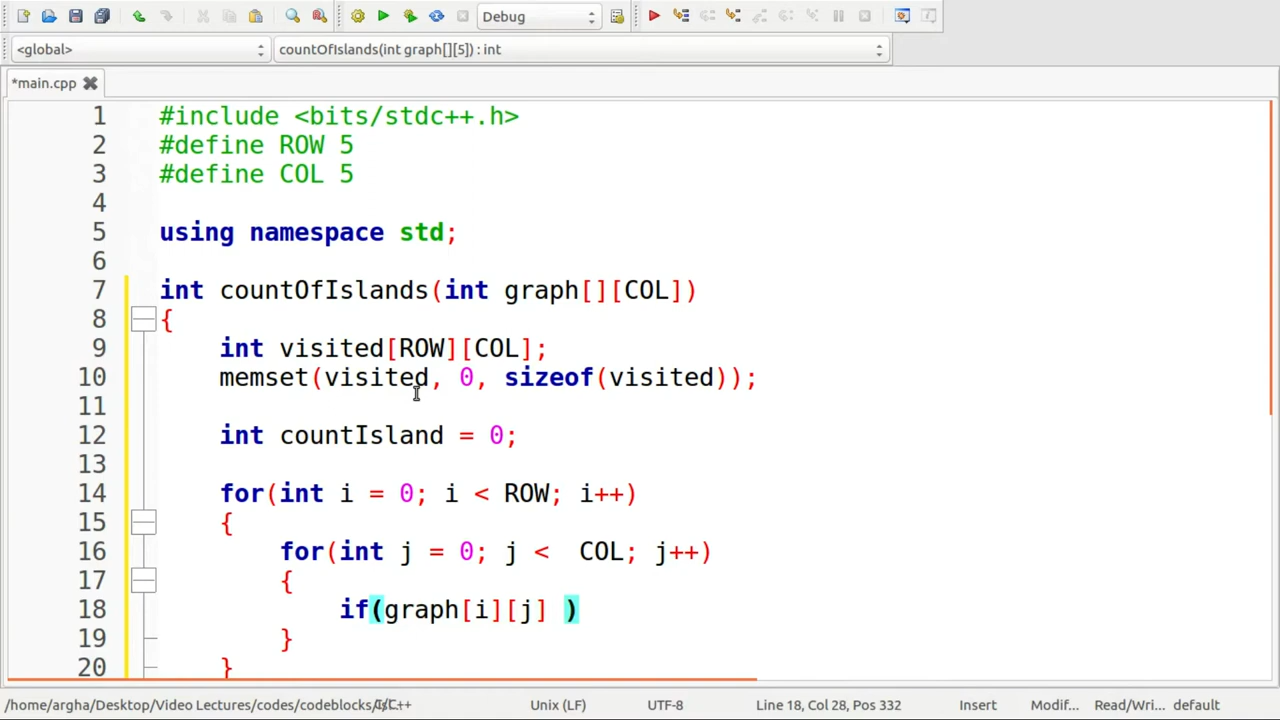 Debug
<global>
countOfIslands(int graph[][5]) : int
*main.cpp
1 #include <bits/stdc++.h>
2 #define ROW 5
3 #define COL 5
4
5 using namespace std;
6
7 int countOfIslands(int graph[][COL])
8 {
9 int visited[ROW][COL];
10 memset(visited, 0, sizeof(visited));
11
12 int countIsland = 0;
13
14 for(int i = 0; i < ROW; i++)
15 {
16 for(int j = 0; j <  COL; j++)
17 {
18 if(graph[i][j] )
19 }
20 }
/home/argha/Desktop/Video Lectures/codes/codeblocks/ C/C++ Unix (LF) UTF-8 Line 18, Col 28, Pos 332 Insert Modif... Read/Wri... default